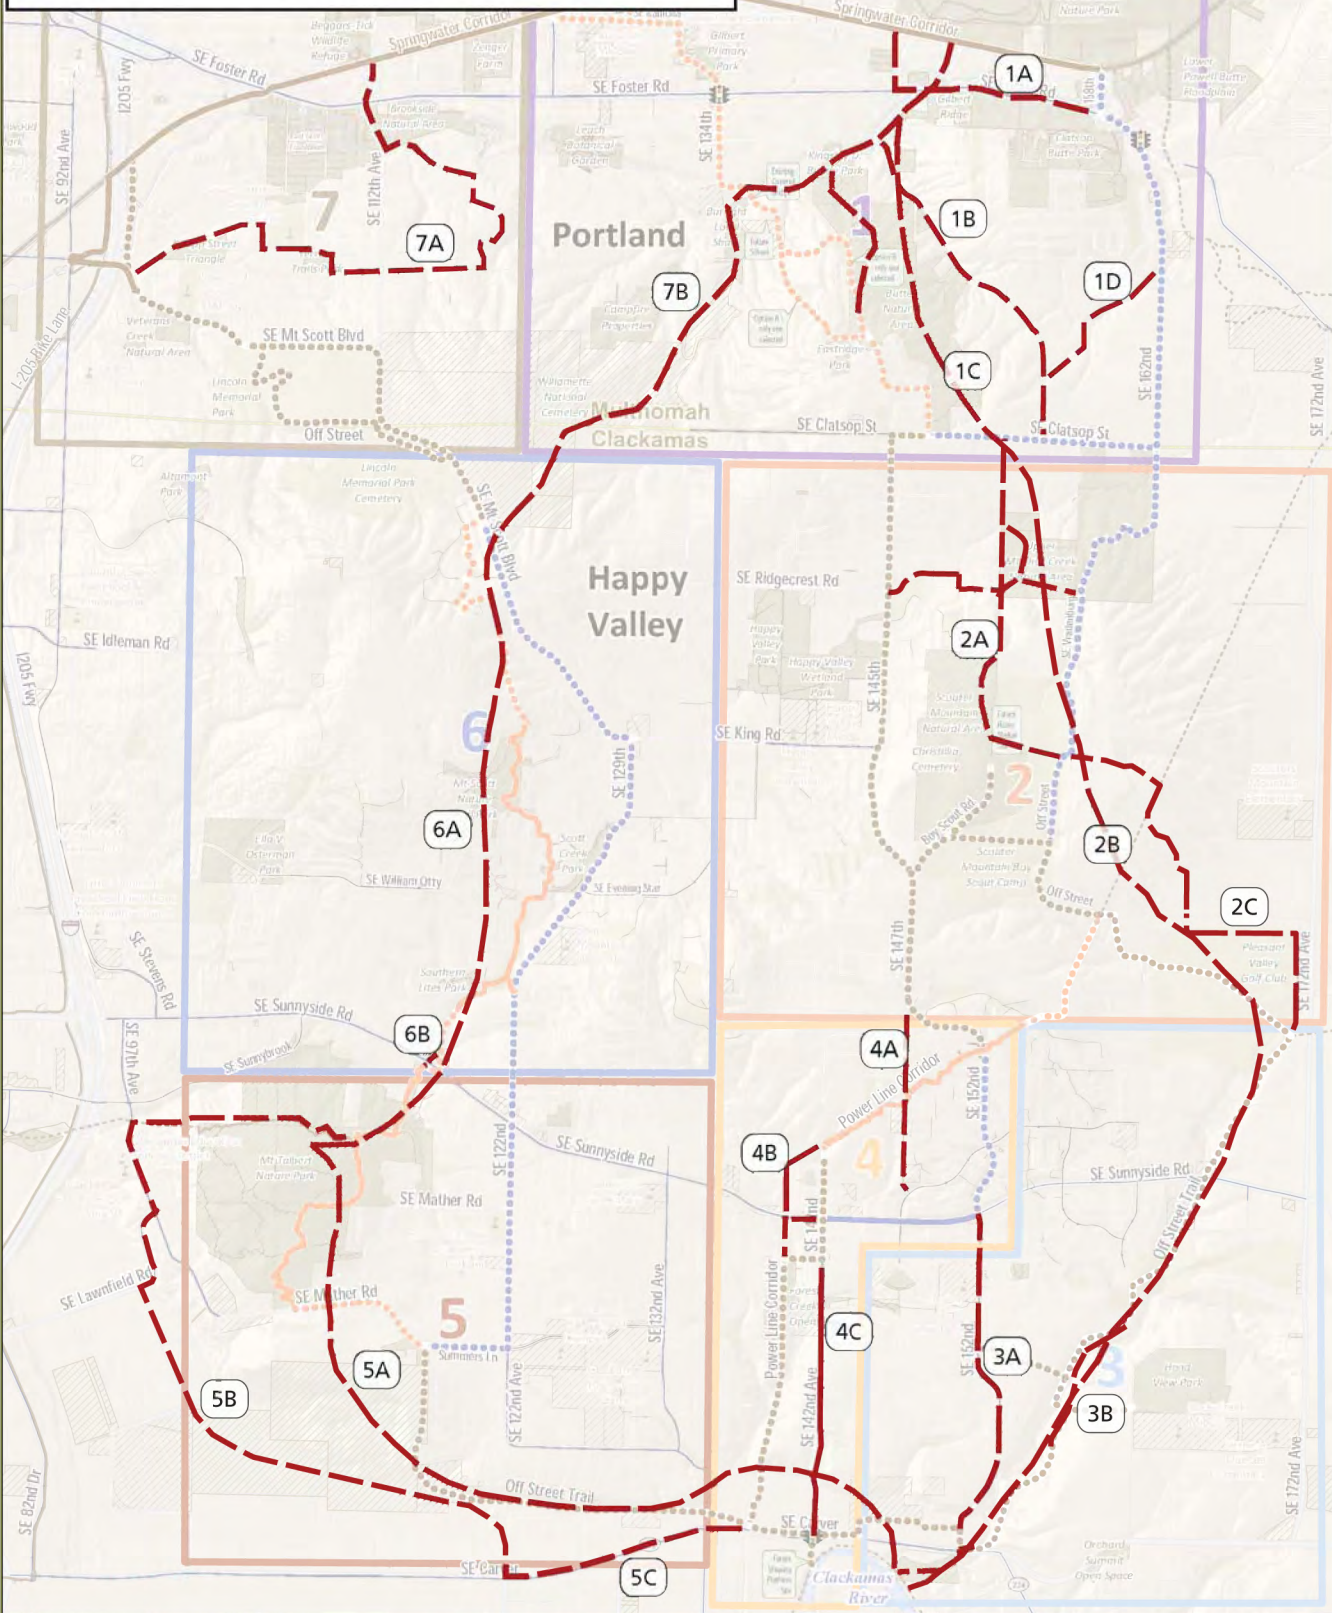 Springwater Corridor
Springwater Corridor
Nature Park
Beggars-Tick
Wildlife
Refuge
Zenger
Farm
Gilbert
Primary
Park
Lower
Powell Butte
Floodplain
I205 Fwy
SE Foster Rd
SE Foster Rd
1A
SE 92nd Ave
Brookside
Natural Area
Leach
Botanical
Garden
SE 134th
Gilbert
Ridge
Clatsop
Butte Park
SE 112th Ave
7
7A
Portland
1
1B
7B
1D
I-205 Bike Lane
Veterans
Creek
Natural Area
SE Mt Scott Blvd
Campfire
Properties
Eastridge
Park
1C
SE 162nd
SE 172nd Ave
Lincoln
Memorial
Park
Willamette
National
Cemetery
Multnomah
Clackamas
Off Street
SE Clatsop St
SE Clatsop St
Altamont
Park
Lincoln
Memorial Park
Cemetery
SE Mt Scott Blvd
Happy
Valley
SE Ridgecrest Rd
SE Idleman Rd
I205 Fwy
Happy
Valley
Park
Happy Valley
Wetland
Park
2A
SE 145th
Scouter
Mountain
Natural Area
6
SE King Rd
Christilla
Cemetery
SE 129th
2
Off Street
6A
Boy Scout Rd
2B
Scott
Creek
Park
Scouter
Mountain Boy
Scout Camp
SE William Otty
Off Street
2C
SE Stevens Rd
SE 147th
Pleasant
Valley
Golf Club
SE 172nd Ave
Southern
Lites Park
SE Sunnyside Rd
6B
SE Sunnybrook
SE 97th Ave
4A
Power Line Corridor
SE 152nd
SE 122nd
SE Sunnyside Rd
4B
4
Mt Talbert
Nature Park
SE Mather Rd
SE Sunnyside Rd
Off Street Trail
SE Lawnfield Rd
SE Mather Rd
5
SE 132nd Ave
Power Line Corridor
4C
SE 152nd
3A
3
Summers Ln
5A
5B
SE 122nd Ave
SE 142nd Ave
3B
SE 172nd Ave
SE 82nd Dr
Off Street Trail
SE Carver
SE Carver
5C
Clackamas
River
Orchard
Summit
Open Space
224